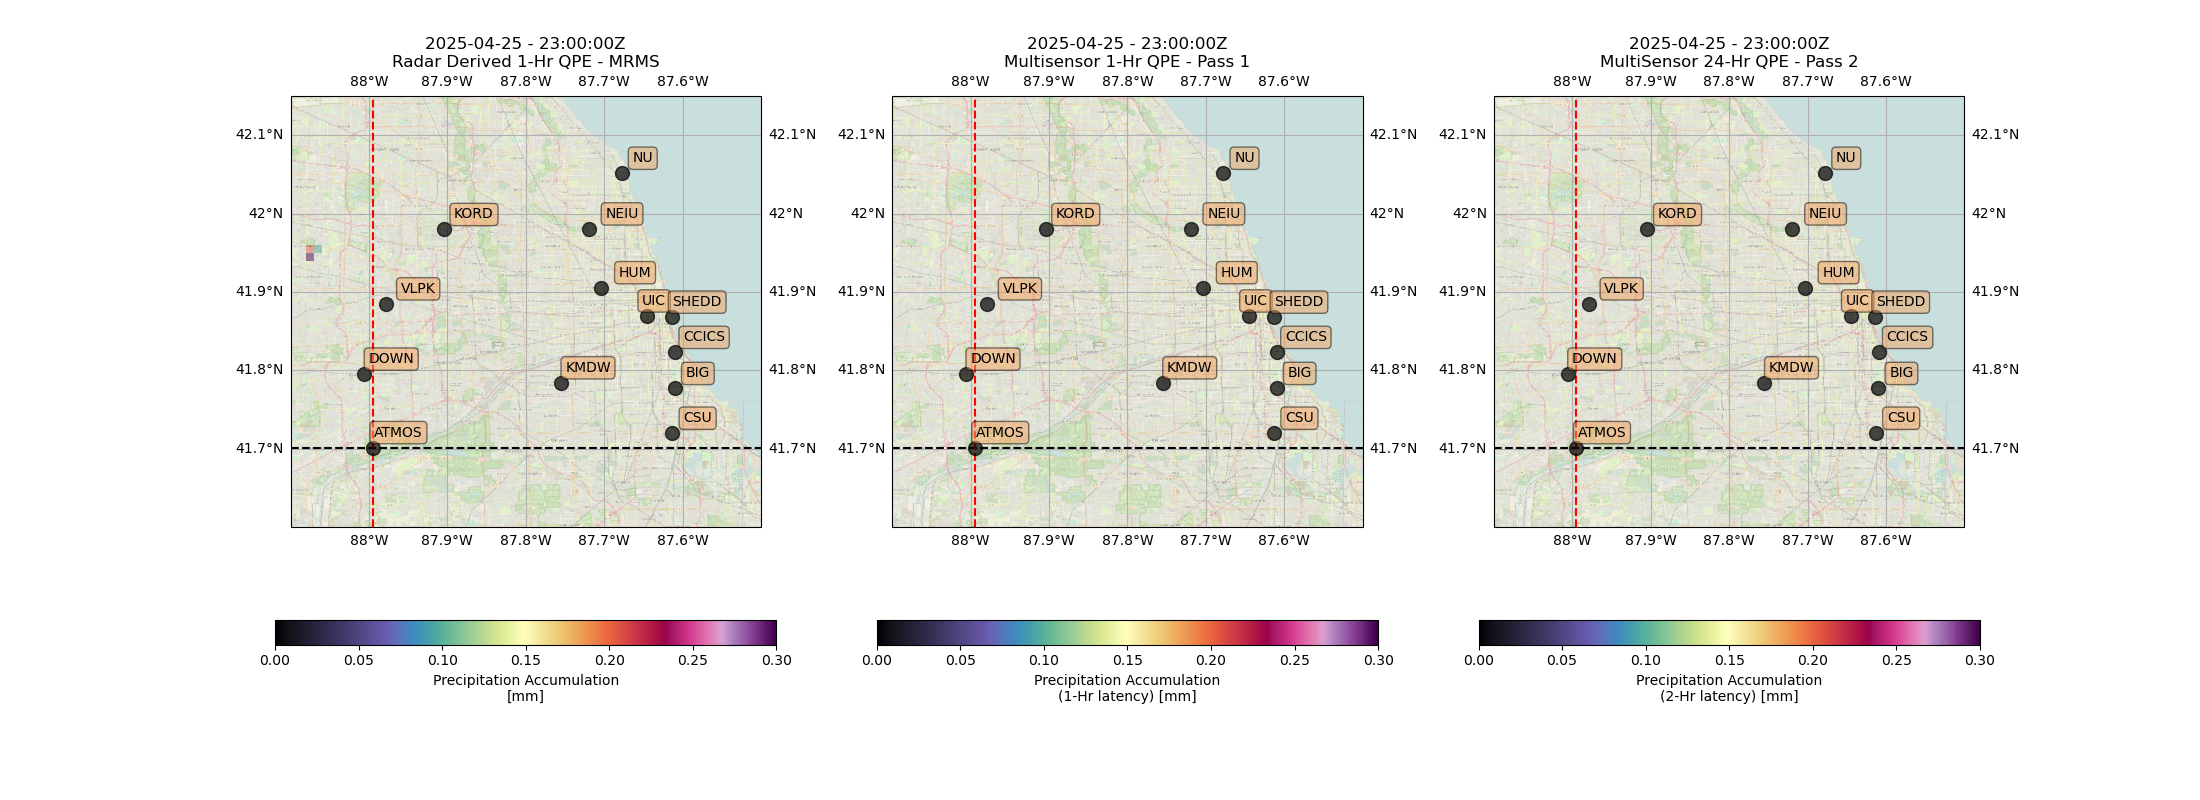 2025-04-25 - 23:00:00Z
Radar Derived 1-Hr QPE - MRMS
88°W 87.9°W 87.8°W 87.7°W 87.6°W
42.1°N 42.1°N
NU
42°N KORD NEIU 42°N
HUM
41.9°N VLPK UIC SHEDD 41.9°N
CCICS
DOWN
41.8°N KMDW BIG 41.8°N
CSU
ATMOS
41.7°N 41.7°N
88°W 87.9°W 87.8°W 87.7°W 87.6°W
0.00 0.05 0.10 0.15 0.20 0.25 0.30
Precipitation Accumulation
[mm]
2025-04-25 - 23:00:00Z
Multisensor 1-Hr QPE - Pass 1
88°W 87.9°W 87.8°W 87.7°W 87.6°W
42.1°N 42.1°N
NU
42°N KORD NEIU 42°N
HUM
41.9°N VLPK UIC SHEDD 41.9°N
CCICS
DOWN
41.8°N KMDW BIG 41.8°N
CSU
ATMOS
41.7°N 41.7°N
88°W 87.9°W 87.8°W 87.7°W 87.6°W
0.00 0.05 0.10 0.15 0.20 0.25 0.30
Precipitation Accumulation
(1-Hr latency) [mm]
2025-04-25 - 23:00:00Z
MultiSensor 24-Hr QPE - Pass 2
88°W 87.9°W 87.8°W 87.7°W 87.6°W
42.1°N 42.1°N
NU
42°N KORD NEIU 42°N
HUM
41.9°N VLPK UIC SHEDD 41.9°N
CCICS
DOWN
41.8°N KMDW BIG 41.8°N
CSU
ATMOS
41.7°N 41.7°N
88°W 87.9°W 87.8°W 87.7°W 87.6°W
0.00 0.05 0.10 0.15 0.20 0.25 0.30
Precipitation Accumulation
(2-Hr latency) [mm]